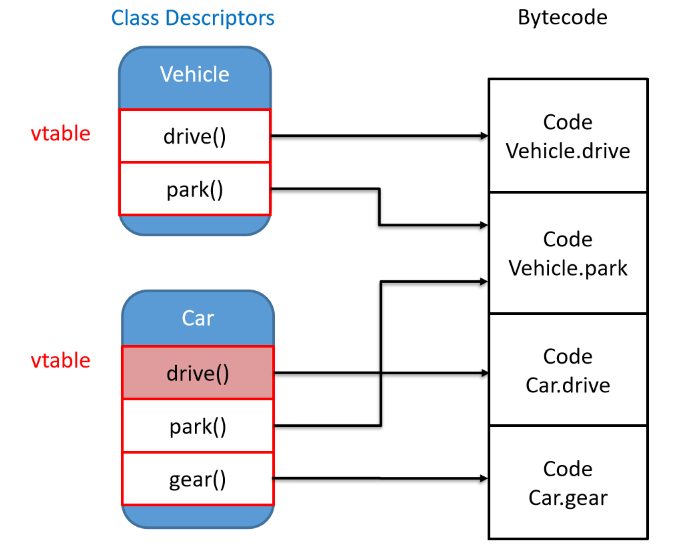 Class Descriptors
Bytecode
Vehicle
vtable
drive()
park()
Code
Vehicle.drive
Code
Vehicle.park
Car
vtable
drive()
park()
gear()
Code
Car.drive
Code
Car.gear